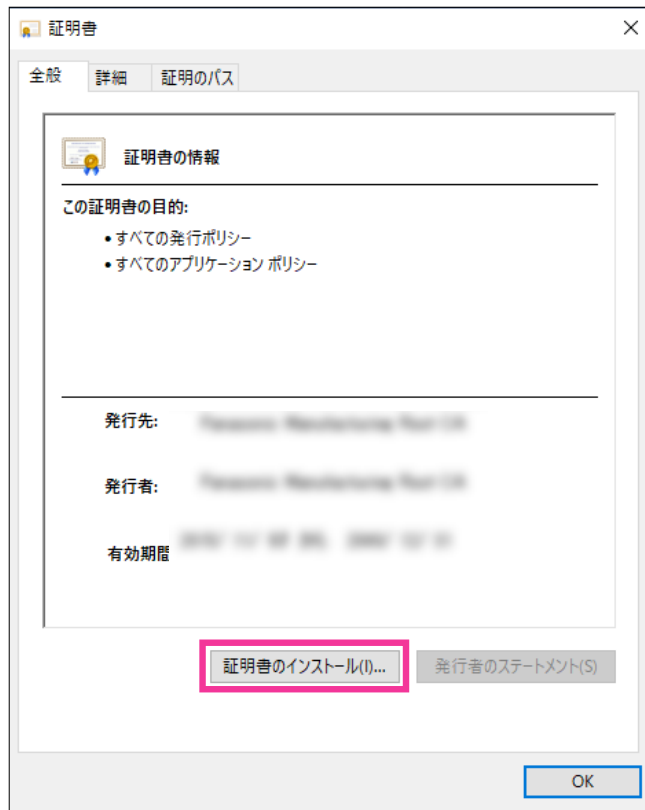 証明書
全般 詳細 証明のパス
証明書の情報
この証明書の目的:
• すべての発行ポリシー
• すべてのアプリケーション ポリシー
発行先:
発行者:
有効期間
証明書のインストール(I)... 発行者のステートメント(S)
OK